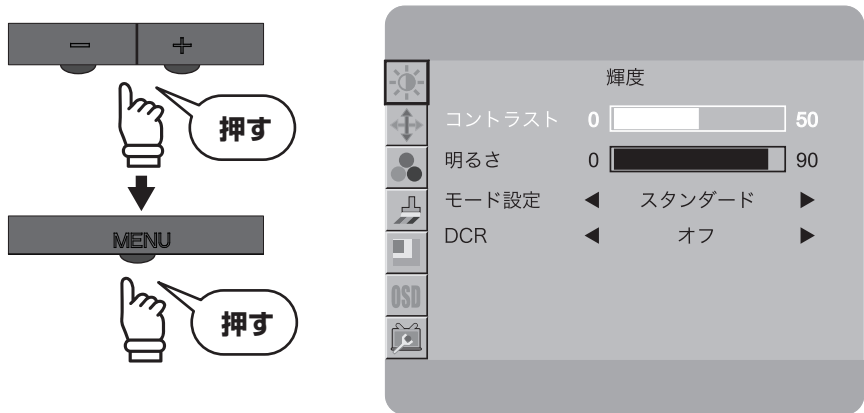 − +
押す
MENU
押す
輝度
コントラスト 0 50
明るさ 0 90
モード設定 ◀ スタンダード ▶
DCR ◀ オフ ▶
OSD